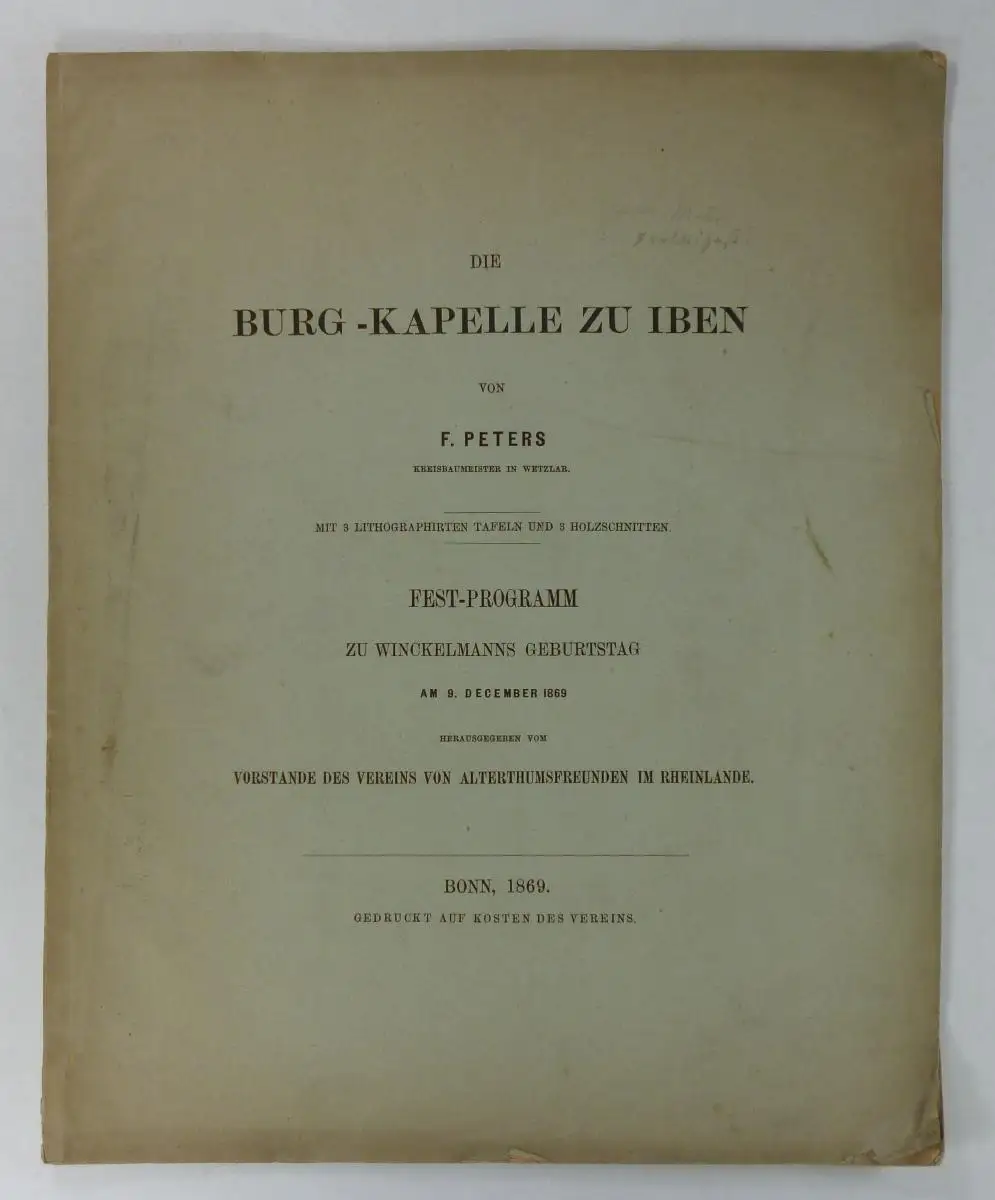 DIE
BURG-KAPELLE ZU IBEN
VON
F. PETERS
KREISBAUMEISTER IN WETZLAR.
MIT 3 LITHOGRAPHIRTEN TAFELN UND 3 HOLZSCHNITTEN.
FEST-PROGRAMM
ZU WINCKELMANNS GEBURTSTAG
AM 9. DECEMBER 1869
HERAUSGEGEBEN VOM
VORSTANDE DES VEREINS VON ALTERTHUMSFREUNDEN IM RHEINLANDE.
BONN, 1869.
GEDRUCKT AUF KOSTEN DES VEREINS.